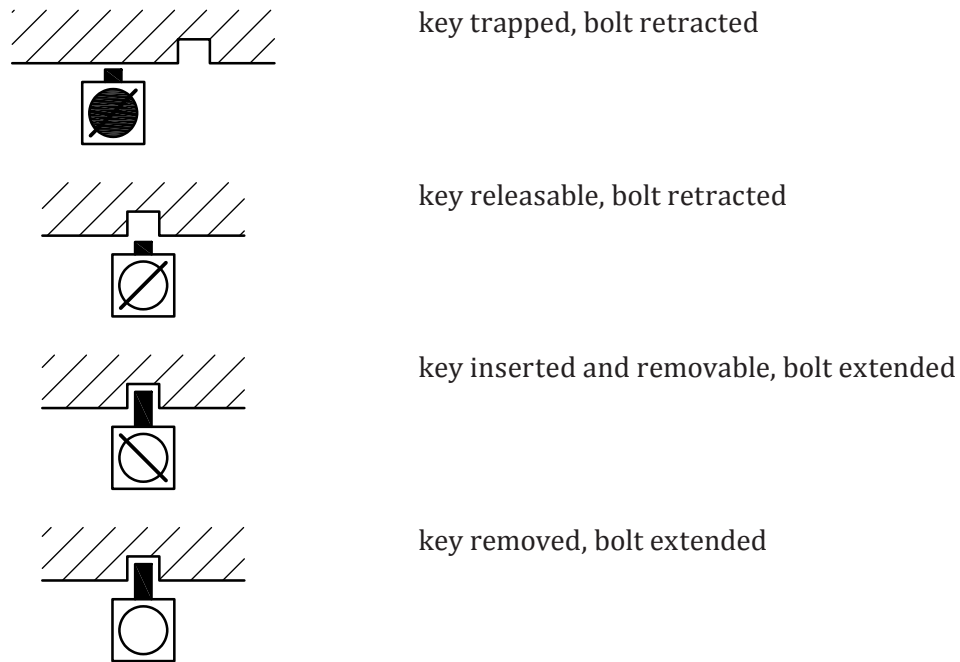 key trapped, bolt retracted
key releasable, bolt retracted
key inserted and removable, bolt extended
key removed, bolt extended